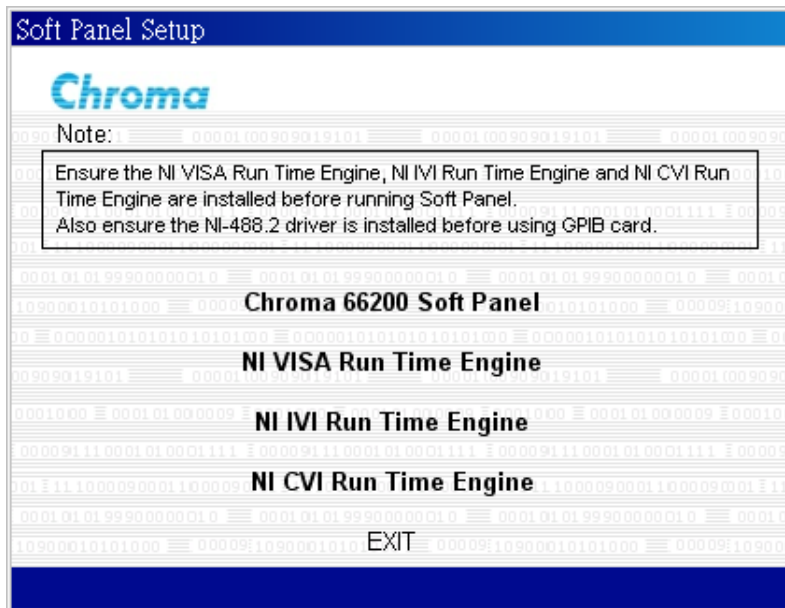 Soft Panel Setup
Chroma
Note:
Ensure the NI VISA Run Time Engine, NI IVI Run Time Engine and NI CVI Run
Time Engine are installed before running Soft Panel.
Also ensure the NI-488.2 driver is installed before using GPIB card.
Chroma 66200 Soft Panel
NI VISA Run Time Engine
NI IVI Run Time Engine
NI CVI Run Time Engine
EXIT